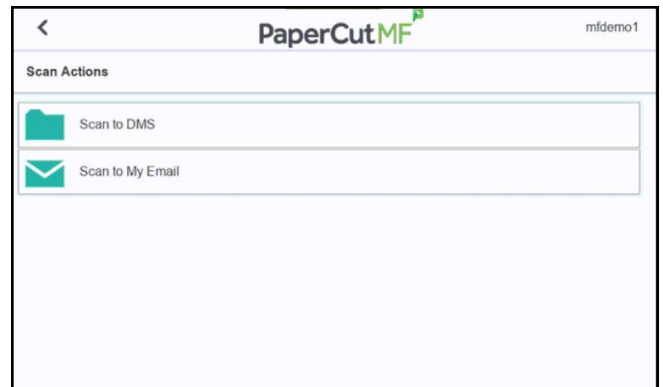 PaperCutMF
mfdemo1
Scan Actions
Scan to DMS
Scan to My Email